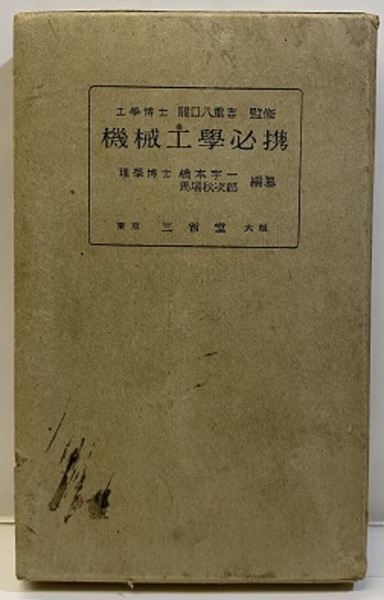 工學博士 關口八重吉 監修
機械工學必携
理學博士 橋本宇一
馬場秋次郎 編纂
東京 三省堂 大阪